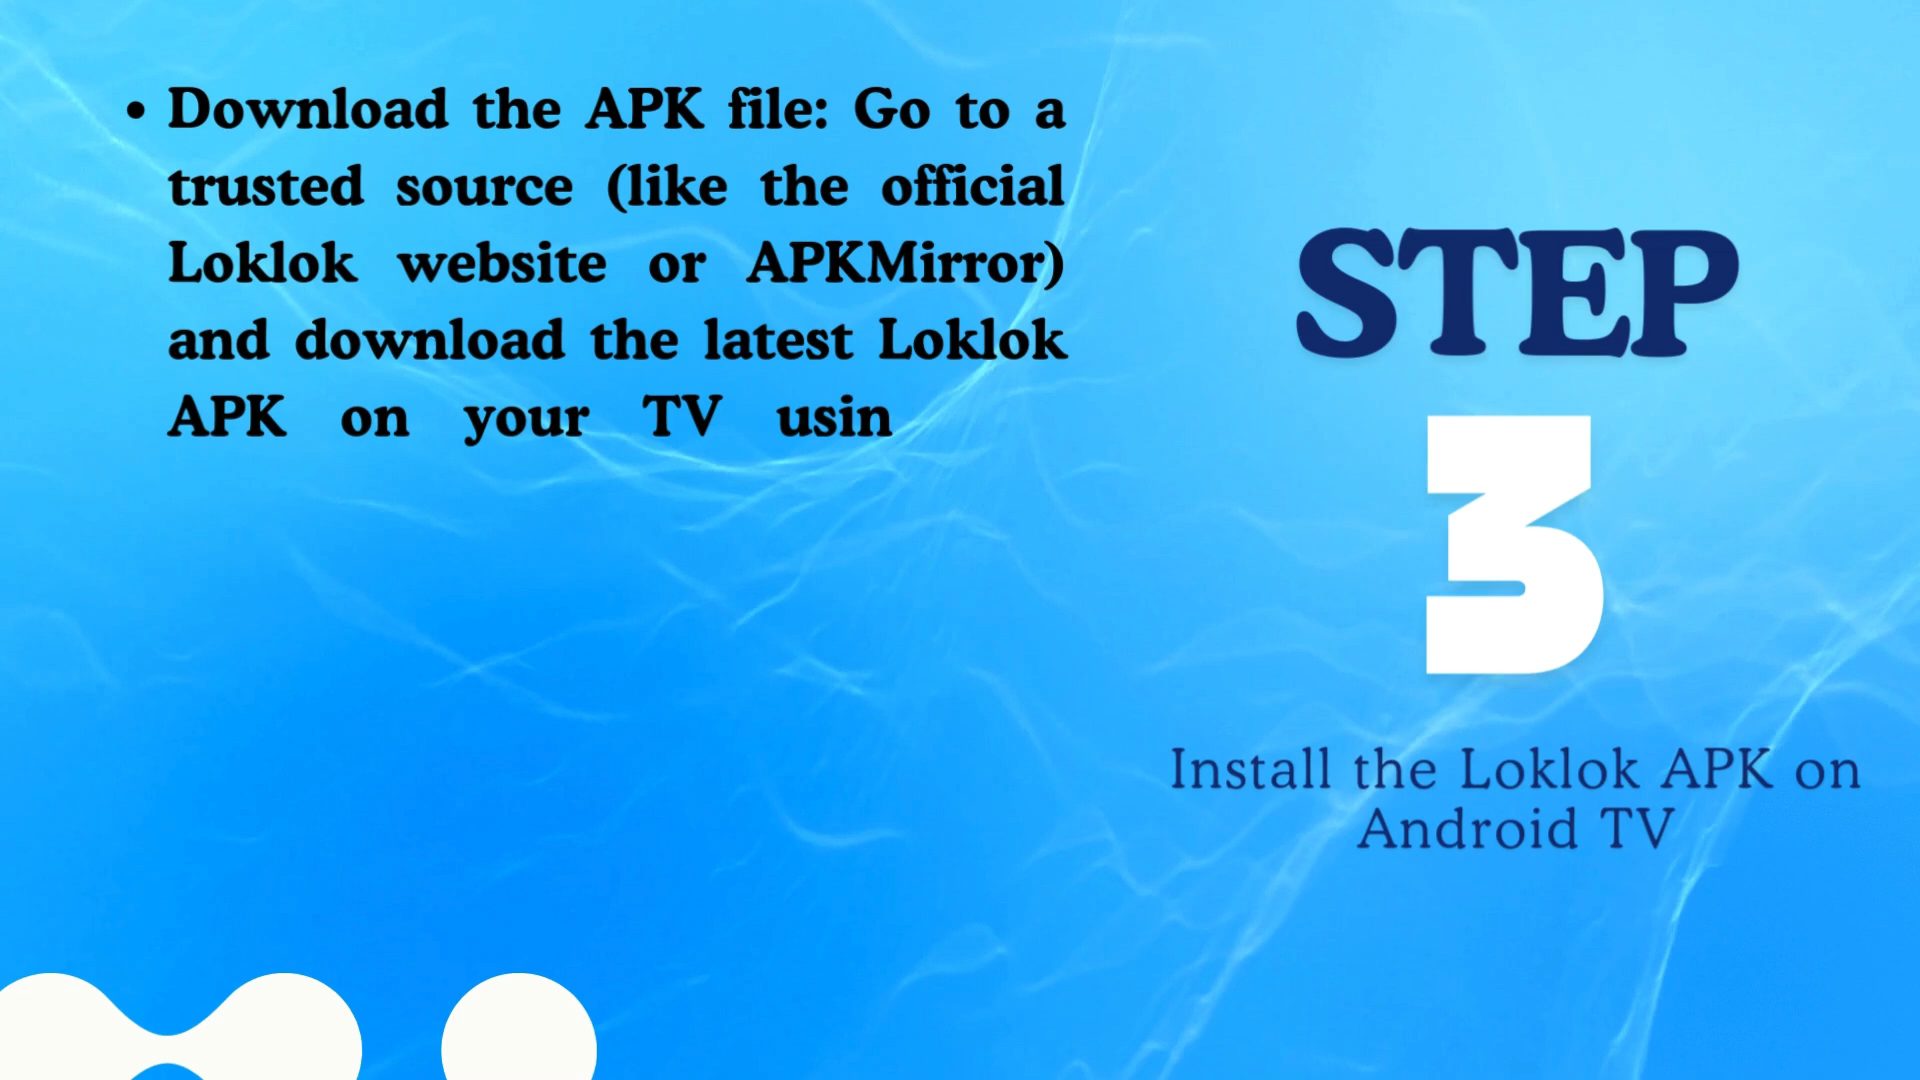 • Download the APK file: Go to a
trusted source (like the official
Loklok website or APKMirror)
and download the latest Loklok
APK on your TV usin
STEP
3
Install the Loklok APK on
Android TV